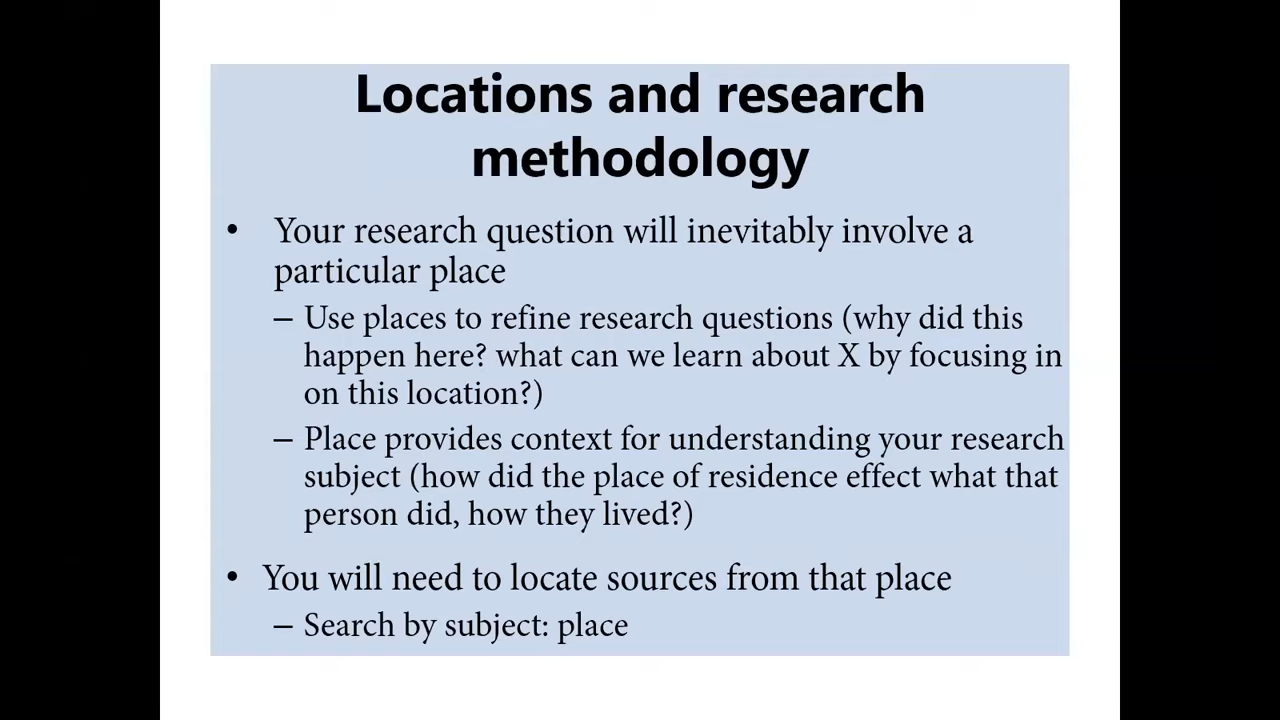 Locations and research
methodology
• Your research question will inevitably involve a
particular place
– Use places to refine research questions (why did this
happen here? what can we learn about X by focusing in
on this location?)
– Place provides context for understanding your research
subject (how did the place of residence effect what that
person did, how they lived?)
• You will need to locate sources from that place
– Search by subject: place